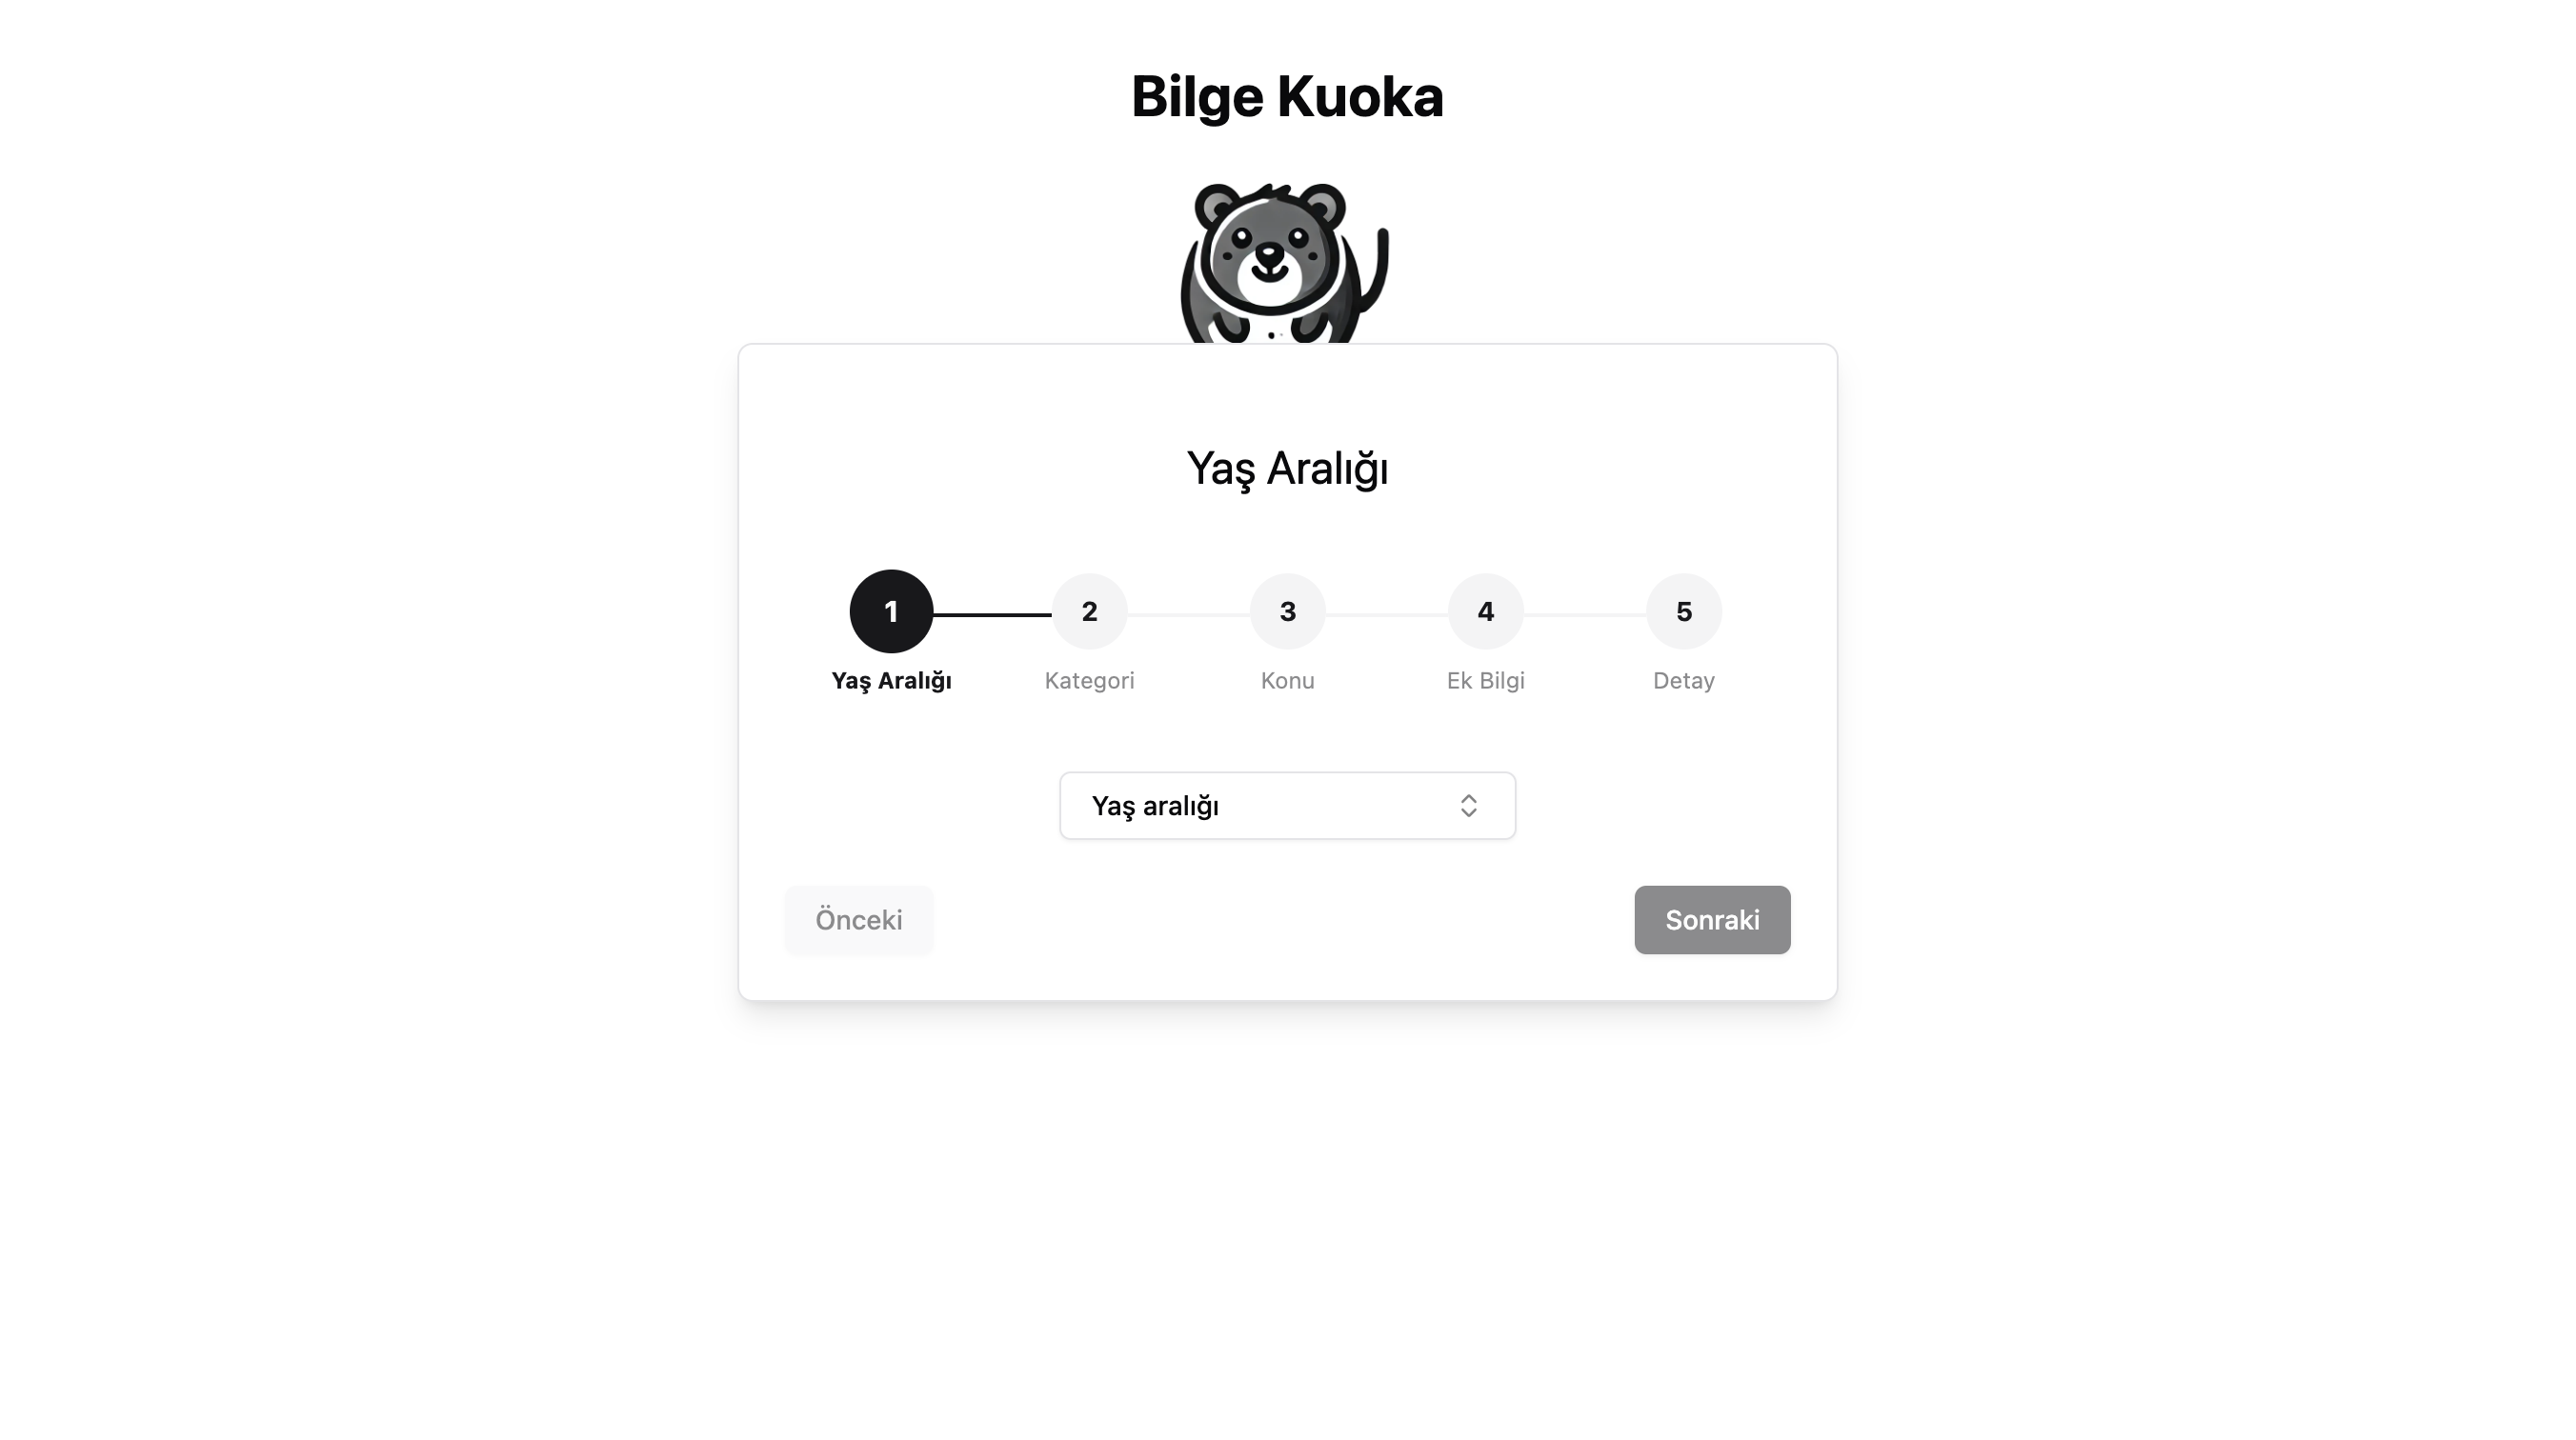 Bilge Kuoka
Yaş Aralığı
1 2 3 4 5
Yaş Aralığı Kategori Konu Ek Bilgi Detay
Yaş aralığı
Önceki Sonraki